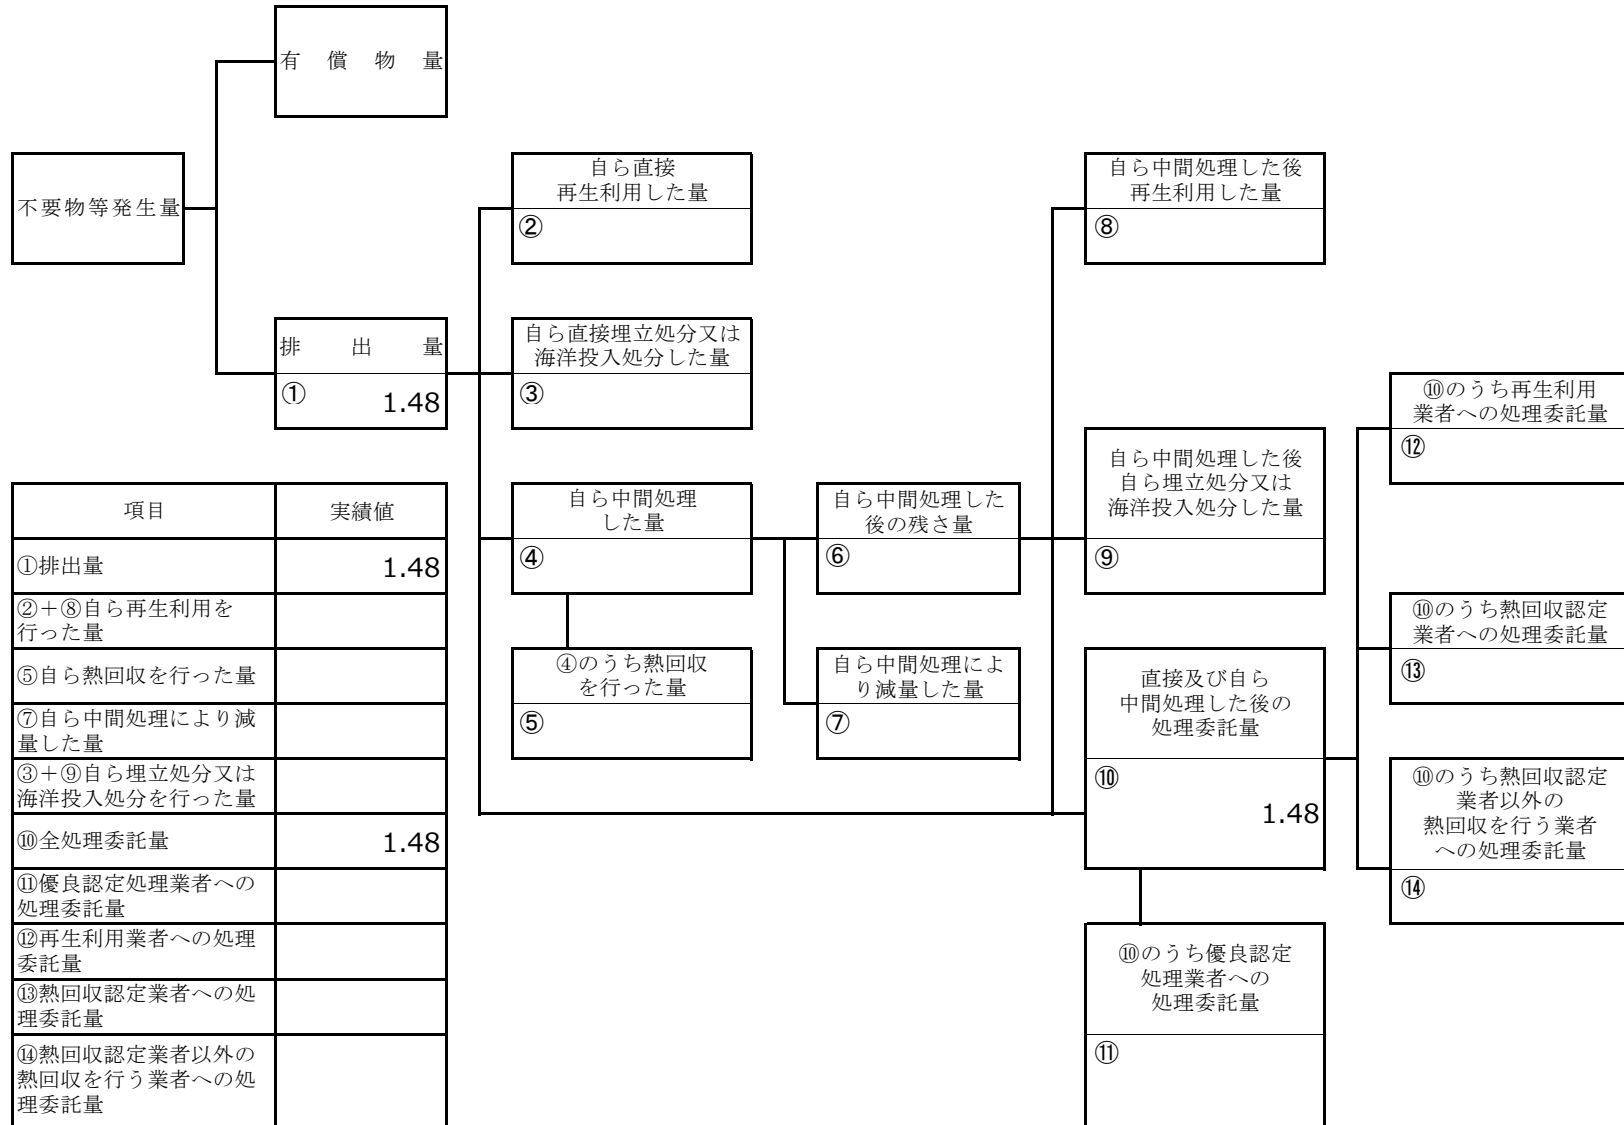 有償物量
不要物等発生量
排出量
① 1.48
自ら直接
再生利用した量
②
自ら直接埋立処分又は
海洋投入処分した量
③
自ら中間処理
した量
④
④のうち熱回収
を行った量
⑤
自ら中間処理した
後の残さ量
⑥
自ら中間処理によ
り減量した量
⑦
自ら中間処理した後
再生利用した量
⑧
自ら中間処理した後
自ら埋立処分又は
海洋投入処分した量
⑨
直接及び自ら
中間処理した後の
処理委託量
⑩
1.48
⑩のうち優良認定
処理業者への
処理委託量
⑪
⑩のうち再生利用
業者への処理委託量
⑫
⑩のうち熱回収認定
業者への処理委託量
⑬
⑩のうち熱回収認定
業者以外の
熱回収を行う業者
への処理委託量
⑭
項目 実績値
①排出量 1.48
②＋⑧自ら再生利用を
行った量
⑤自ら熱回収を行った量
⑦自ら中間処理により減
量した量
③＋⑨自ら埋立処分又は
海洋投入処分を行った量
⑩全処理委託量 1.48
⑪優良認定処理業者への
処理委託量
⑫再生利用業者への処理
委託量
⑬熱回収認定業者への処
理委託量
⑭熱回収認定業者以外の
熱回収を行う業者への処
理委託量